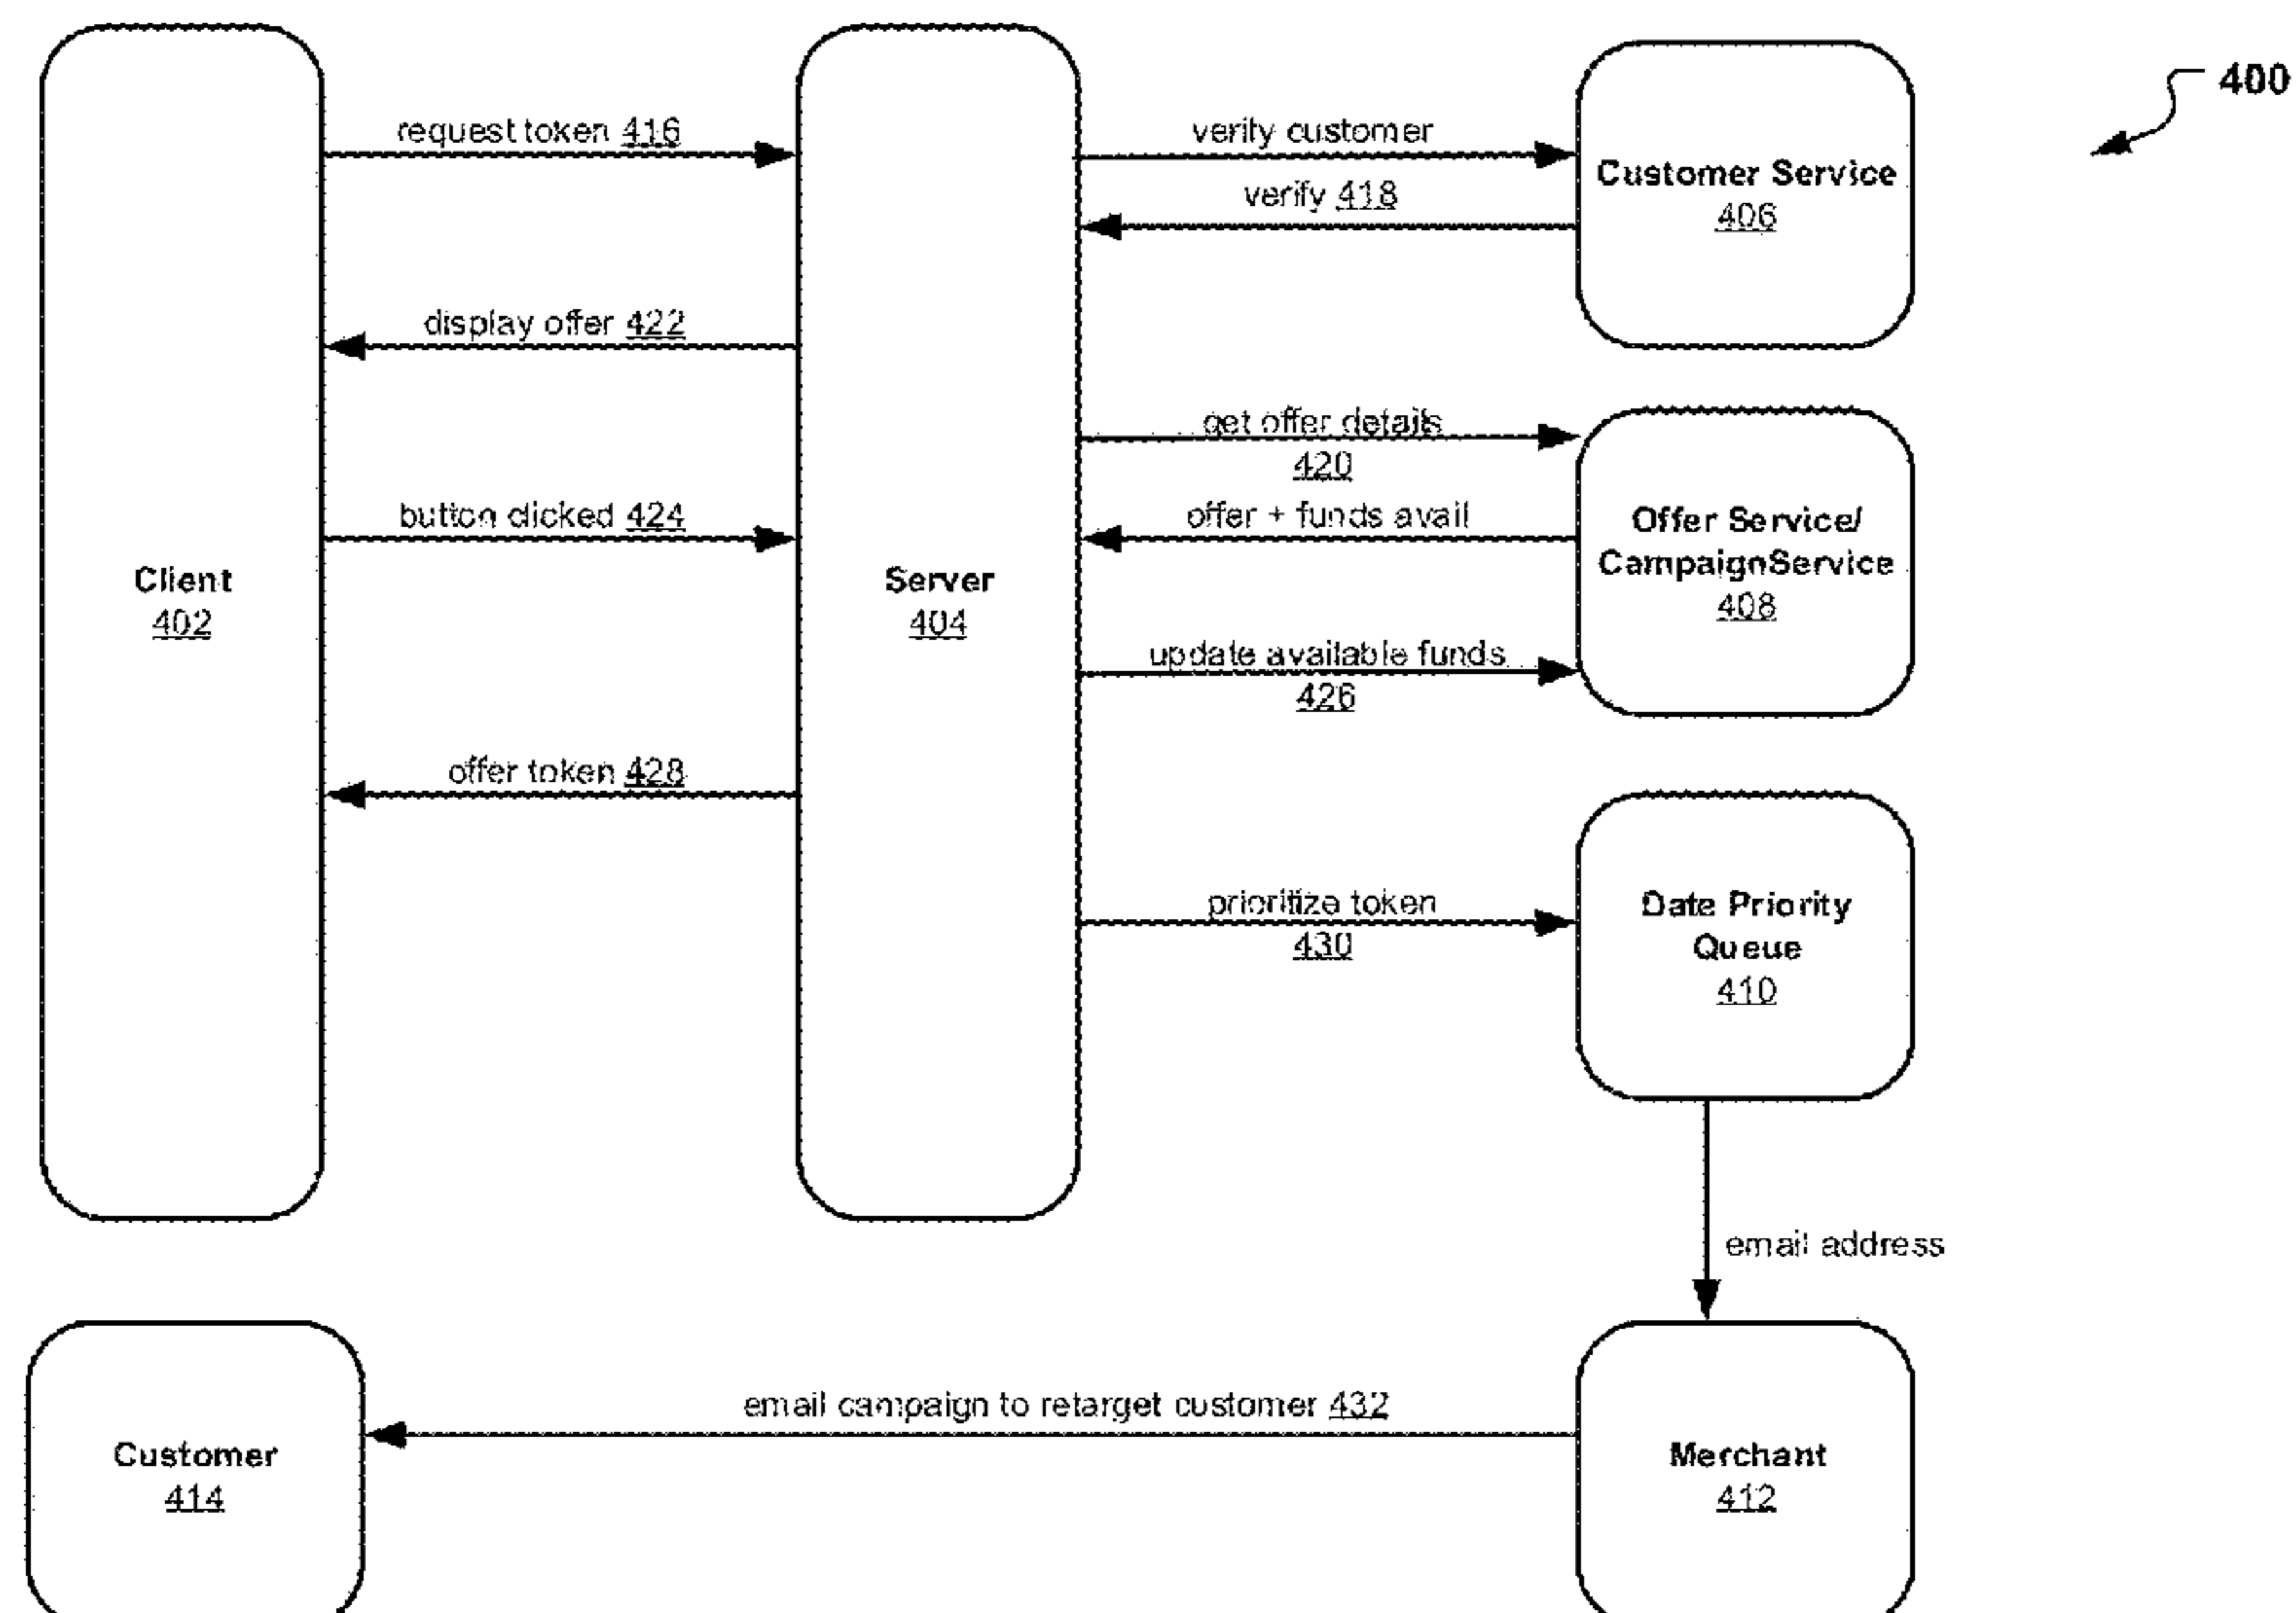 400
request token 416
verify customer
Customer Service
406
verify 418
display offer 422
get offer details
420
button clicked 424
offer + funds avail
Offer Service/
CampaignService
408
Client
402
Server
404
update available funds
426
offer token 428
prioritize token
430
Date Priority
Queue
410
email address
email campaign to retarget customer 432
Customer
414
Merchant
412